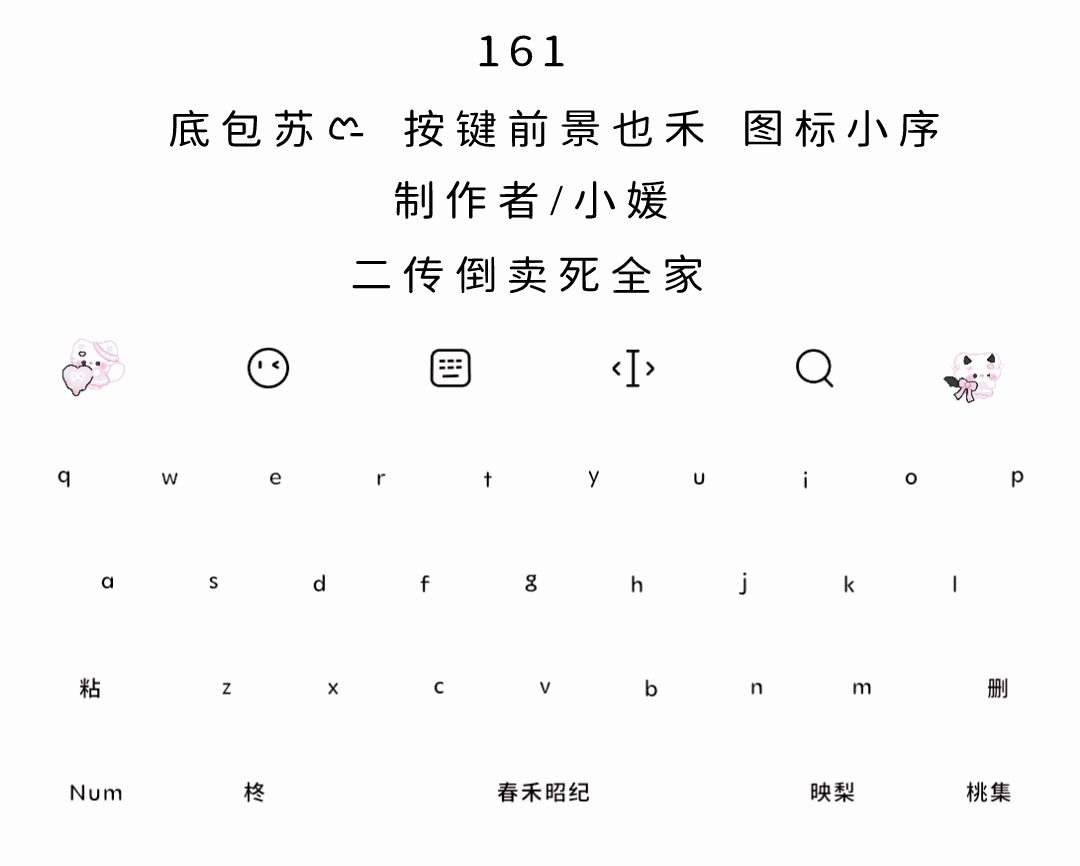 161
底包苏ෆ 按键前景也禾 图标小序
制作者/小媛
二传倒卖死全家
q w e r t y u i o p
a s d f g h j k l
粘 z x c v b n m 删
Num 柊 春禾昭纪 映梨 桃集